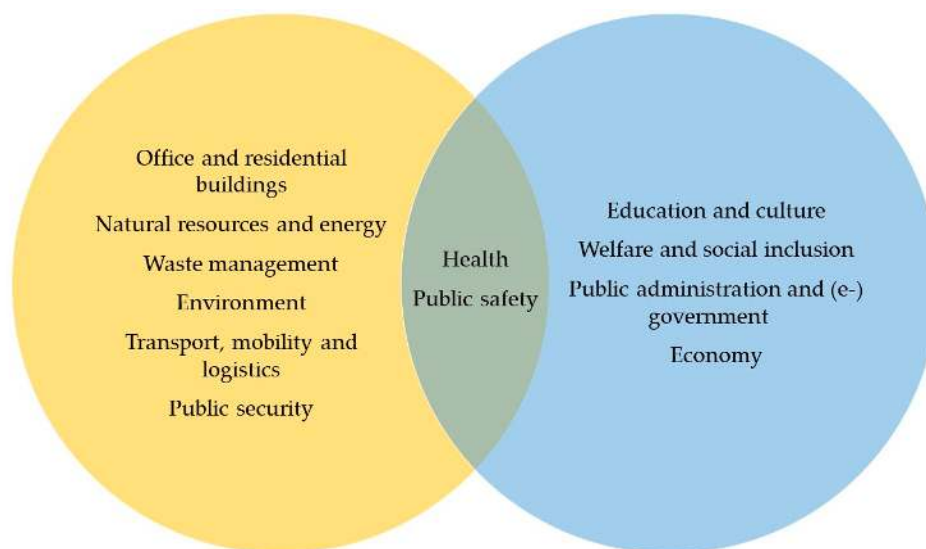 Office and residential
buildings
Natural resources and energy
Waste management
Environment
Transport, mobility and
logistics
Public security
Health
Public safety
Education and culture
Welfare and social inclusion
Public administration and (e-)
government
Economy